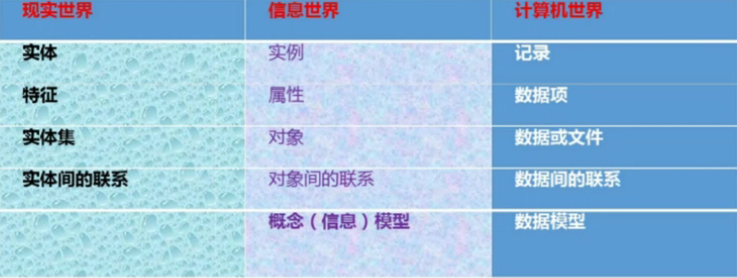 现实世界 信息世界 计算机世界
实体 实例 记录
特征 属性 数据项
实体集 对象 数据或文件
实体间的联系 对象间的联系 数据间的联系
概念（信息）模型 数据模型